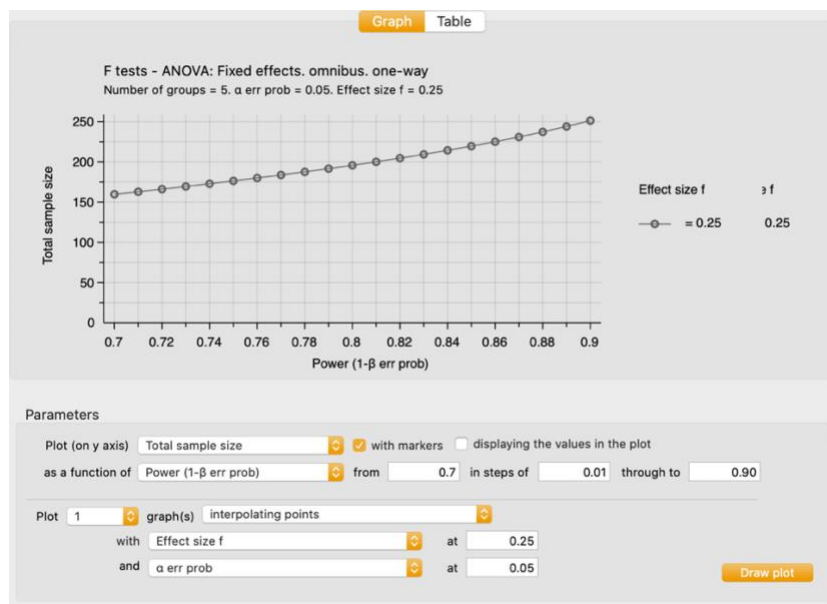 Graph Table
F tests - ANOVA: Fixed effects. omnibus. one-way
Number of groups = 5. α err prob = 0.05. Effect size f = 0.25
250
200
150
100
50
0
Total sample size
0.7 0.72 0.74 0.76 0.78 0.8 0.82 0.84 0.86 0.88 0.9
Power (1-β err prob)
Effect size f
= 0.25 0.25
Parameters
Plot (on y axis) Total sample size with markers displaying the values in the plot
as a function of Power (1-β err prob) from 0.7 in steps of 0.01 through to 0.90
Plot 1 graph(s) interpolating points
with Effect size f at 0.25
and α err prob at 0.05
Draw plot